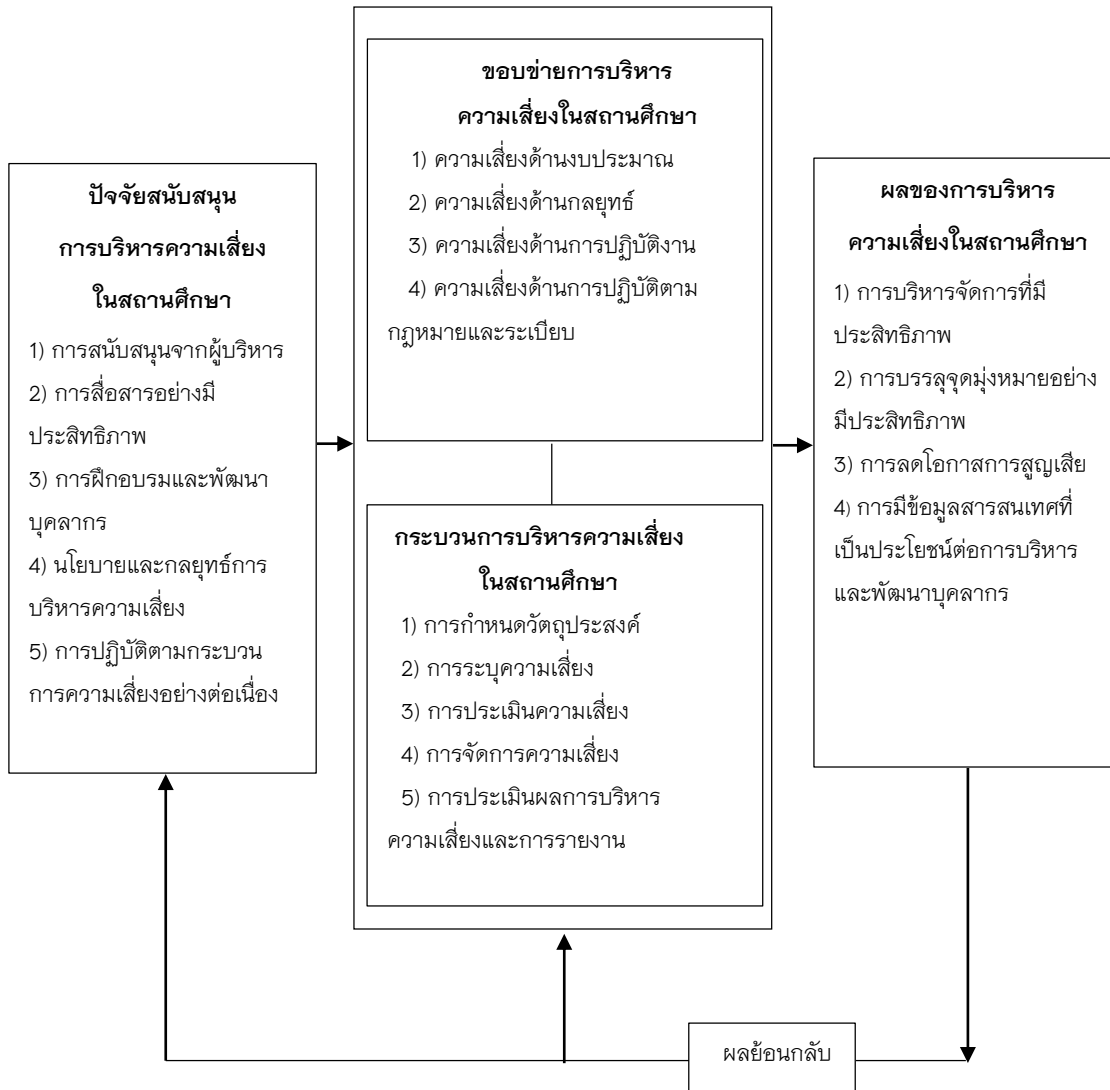 ปัจจัยสนับสนุน
การบริหารความเสี่ยง
ในสถานศึกษา
1) การสนับสนุนจากผู้บริหาร
2) การสื่อสารอย่างมี
ประสิทธิภาพ
3) การฝึกอบรมและพัฒนา
บุคลากร
4) นโยบายและกลยุทธ์การ
บริหารความเสี่ยง
5) การปฏิบัติตามกระบวน
การความเสี่ยงอย่างต่อเนื่อง
ขอบข่ายการบริหาร
ความเสี่ยงในสถานศึกษา
1) ความเสี่ยงด้านงบประมาณ
2) ความเสี่ยงด้านกลยุทธ์
3) ความเสี่ยงด้านการปฏิบัติงาน
4) ความเสี่ยงด้านการปฏิบัติตาม
กฎหมายและระเบียบ
กระบวนการบริหารความเสี่ยง
ในสถานศึกษา
1) การกำหนดวัตถุประสงค์
2) การระบุความเสี่ยง
3) การประเมินความเสี่ยง
4) การจัดการความเสี่ยง
5) การประเมินผลการบริหาร
ความเสี่ยงและการรายงาน
ผลของการบริหาร
ความเสี่ยงในสถานศึกษา
1) การบริหารจัดการที่มี
ประสิทธิภาพ
2) การบรรลุจุดมุ่งหมายอย่าง
มีประสิทธิภาพ
3) การลดโอกาสการสูญเสีย
4) การมีข้อมูลสารสนเทศที่
เป็นประโยชน์ต่อการบริหาร
และพัฒนาบุคลากร
ผลย้อนกลับ